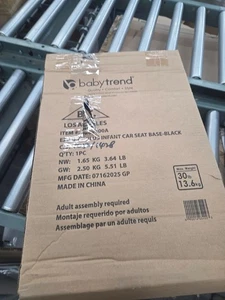 babytrend
LOS ANGELES
ITEM #
INFANT CAR SEAT BASE-BLACK
Q'TY: 1PC
NW: 1.65 KG 3.64 LB
GW: 2.50 KG 5.51 LB
MFG DATE: 07162025 GP
MADE IN CHINA
30lb
13.6kg
Adult assembly required
Montaje requerido por adultos
Assemblage par un adulte requis